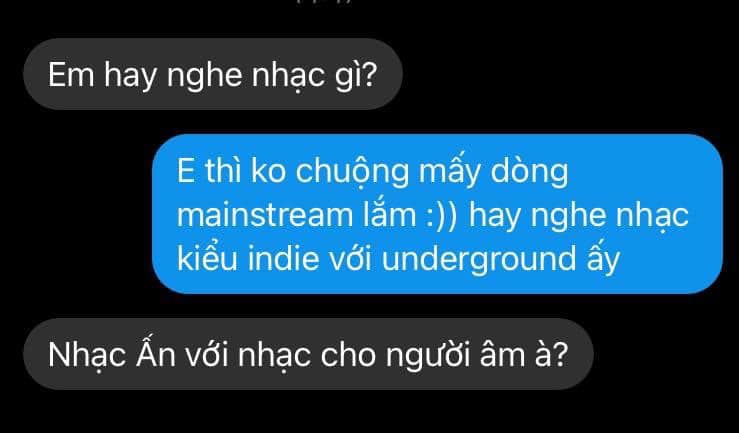 Em hay nghe nhạc gì?
E thì ko chuộng mấy dòng
mainstream lắm :)) hay nghe nhạc
kiểu indie với underground ấy
Nhạc Ấn với nhạc cho người âm à?